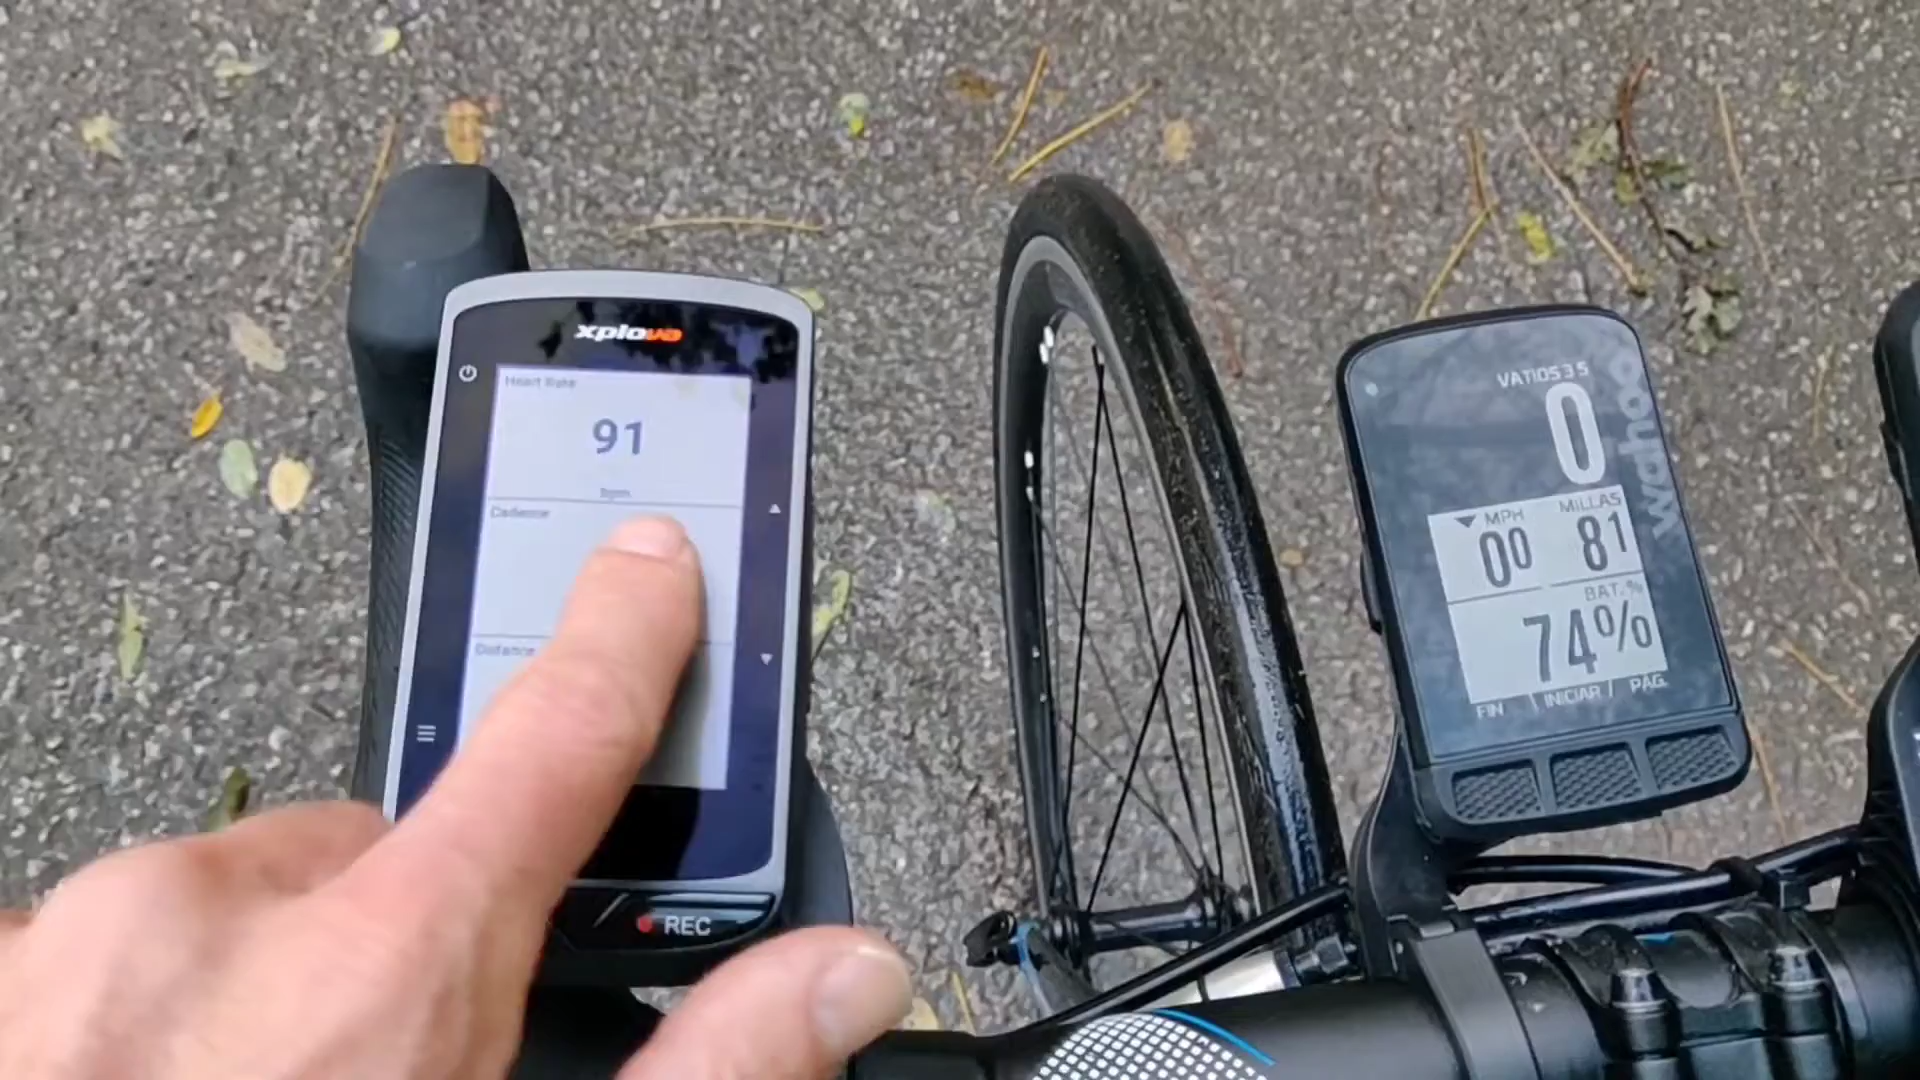 xplova
Heart Rate
91
bpm
Cadence
Distance
REC
wahoo
VATIOS 3 S
0
MPH
00
MILLAS
81
BAT. %
74%
FIN
INICIAR
PÁG.